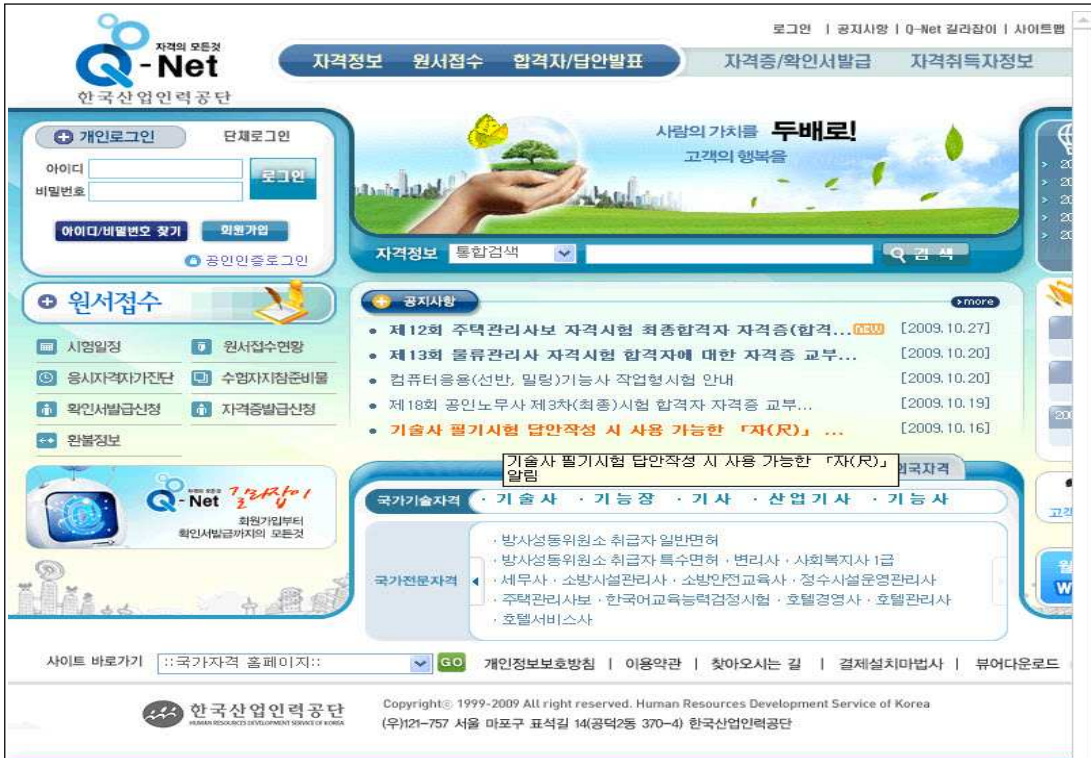 자격의 모든것
Q-Net
한국산업인력공단
로그인 | 공지사항 | Q-Net 길라잡이 | 사이트맵
자격정보 원서접수 합격자/답안발표 자격증/확인서발급 자격취득자정보
개인로그인 단체로그인
아이디
비밀번호
로그인
아이디/비밀번호 찾기 회원가입
공인인증로그인
사람의 가치를 두배로!
고객의 행복을
자격정보 통합검색 검 색
원서접수
시험일정 원서접수현황
응시자격자가진단 수험자지참준비물
확인서발급신청 자격증발급신청
환불정보
Q-Net 길라잡이
회원가입부터
확인서발급까지의 모든것
공지사항 more
• 제12회 주택관리사보 자격시험 최종합격자 자격증(합격... NEW [2009.10.27]
• 제13회 물류관리사 자격시험 합격자에 대한 자격증 교부... [2009.10.20]
• 컴퓨터응용(선반, 밀링)기능사 작업형시험 안내 [2009.10.20]
• 제18회 공인노무사 제3차(최종)시험 합격자 자격증 교부... [2009.10.19]
• 기술사 필기시험 답안작성 시 사용 가능한 「자(尺)」 ... [2009.10.16]
기술사 필기시험 답안작성 시 사용 가능한 「자(尺)」
알림
외국자격
국가기술자격 · 기술사 · 기능장 · 기사 · 산업기사 · 기능사
국가전문자격
· 방사성동위원소 취급자 일반면허
· 방사성동위원소 취급자 특수면허 · 변리사 · 사회복지사 1급
· 세무사 · 소방시설관리사 · 소방안전교육사 · 정수시설운영관리사
· 주택관리사보 · 한국어교육능력검정시험 · 호텔경영사 · 호텔관리사
· 호텔서비스사
사이트 바로가기 ::국가자격 홈페이지:: GO 개인정보보호방침 | 이용약관 | 찾아오시는 길 | 결제설치마법사 | 뷰어다운로드
한국산업인력공단
HUMAN RESOURCES DEVELOPMENT SERVICE OF KOREA
Copyrightⓒ 1999-2009 All right reserved. Human Resources Development Service of Korea
(우)121-757 서울 마포구 표석길 14(공덕2동 370-4) 한국산업인력공단